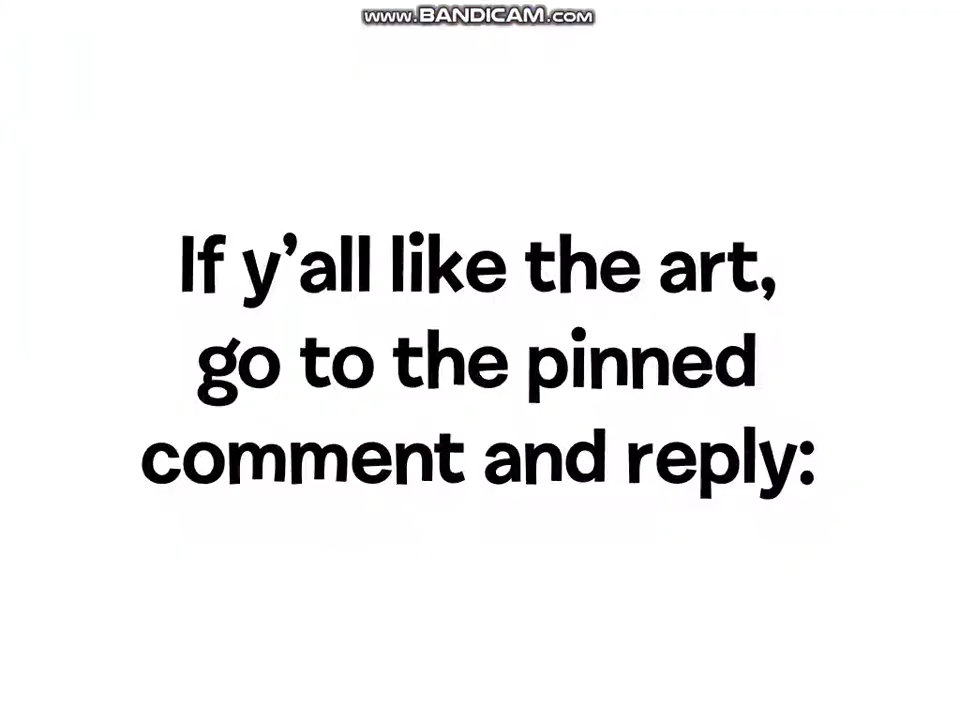 www.BANDICAM.com
If y’all like the art,
go to the pinned
comment and reply: